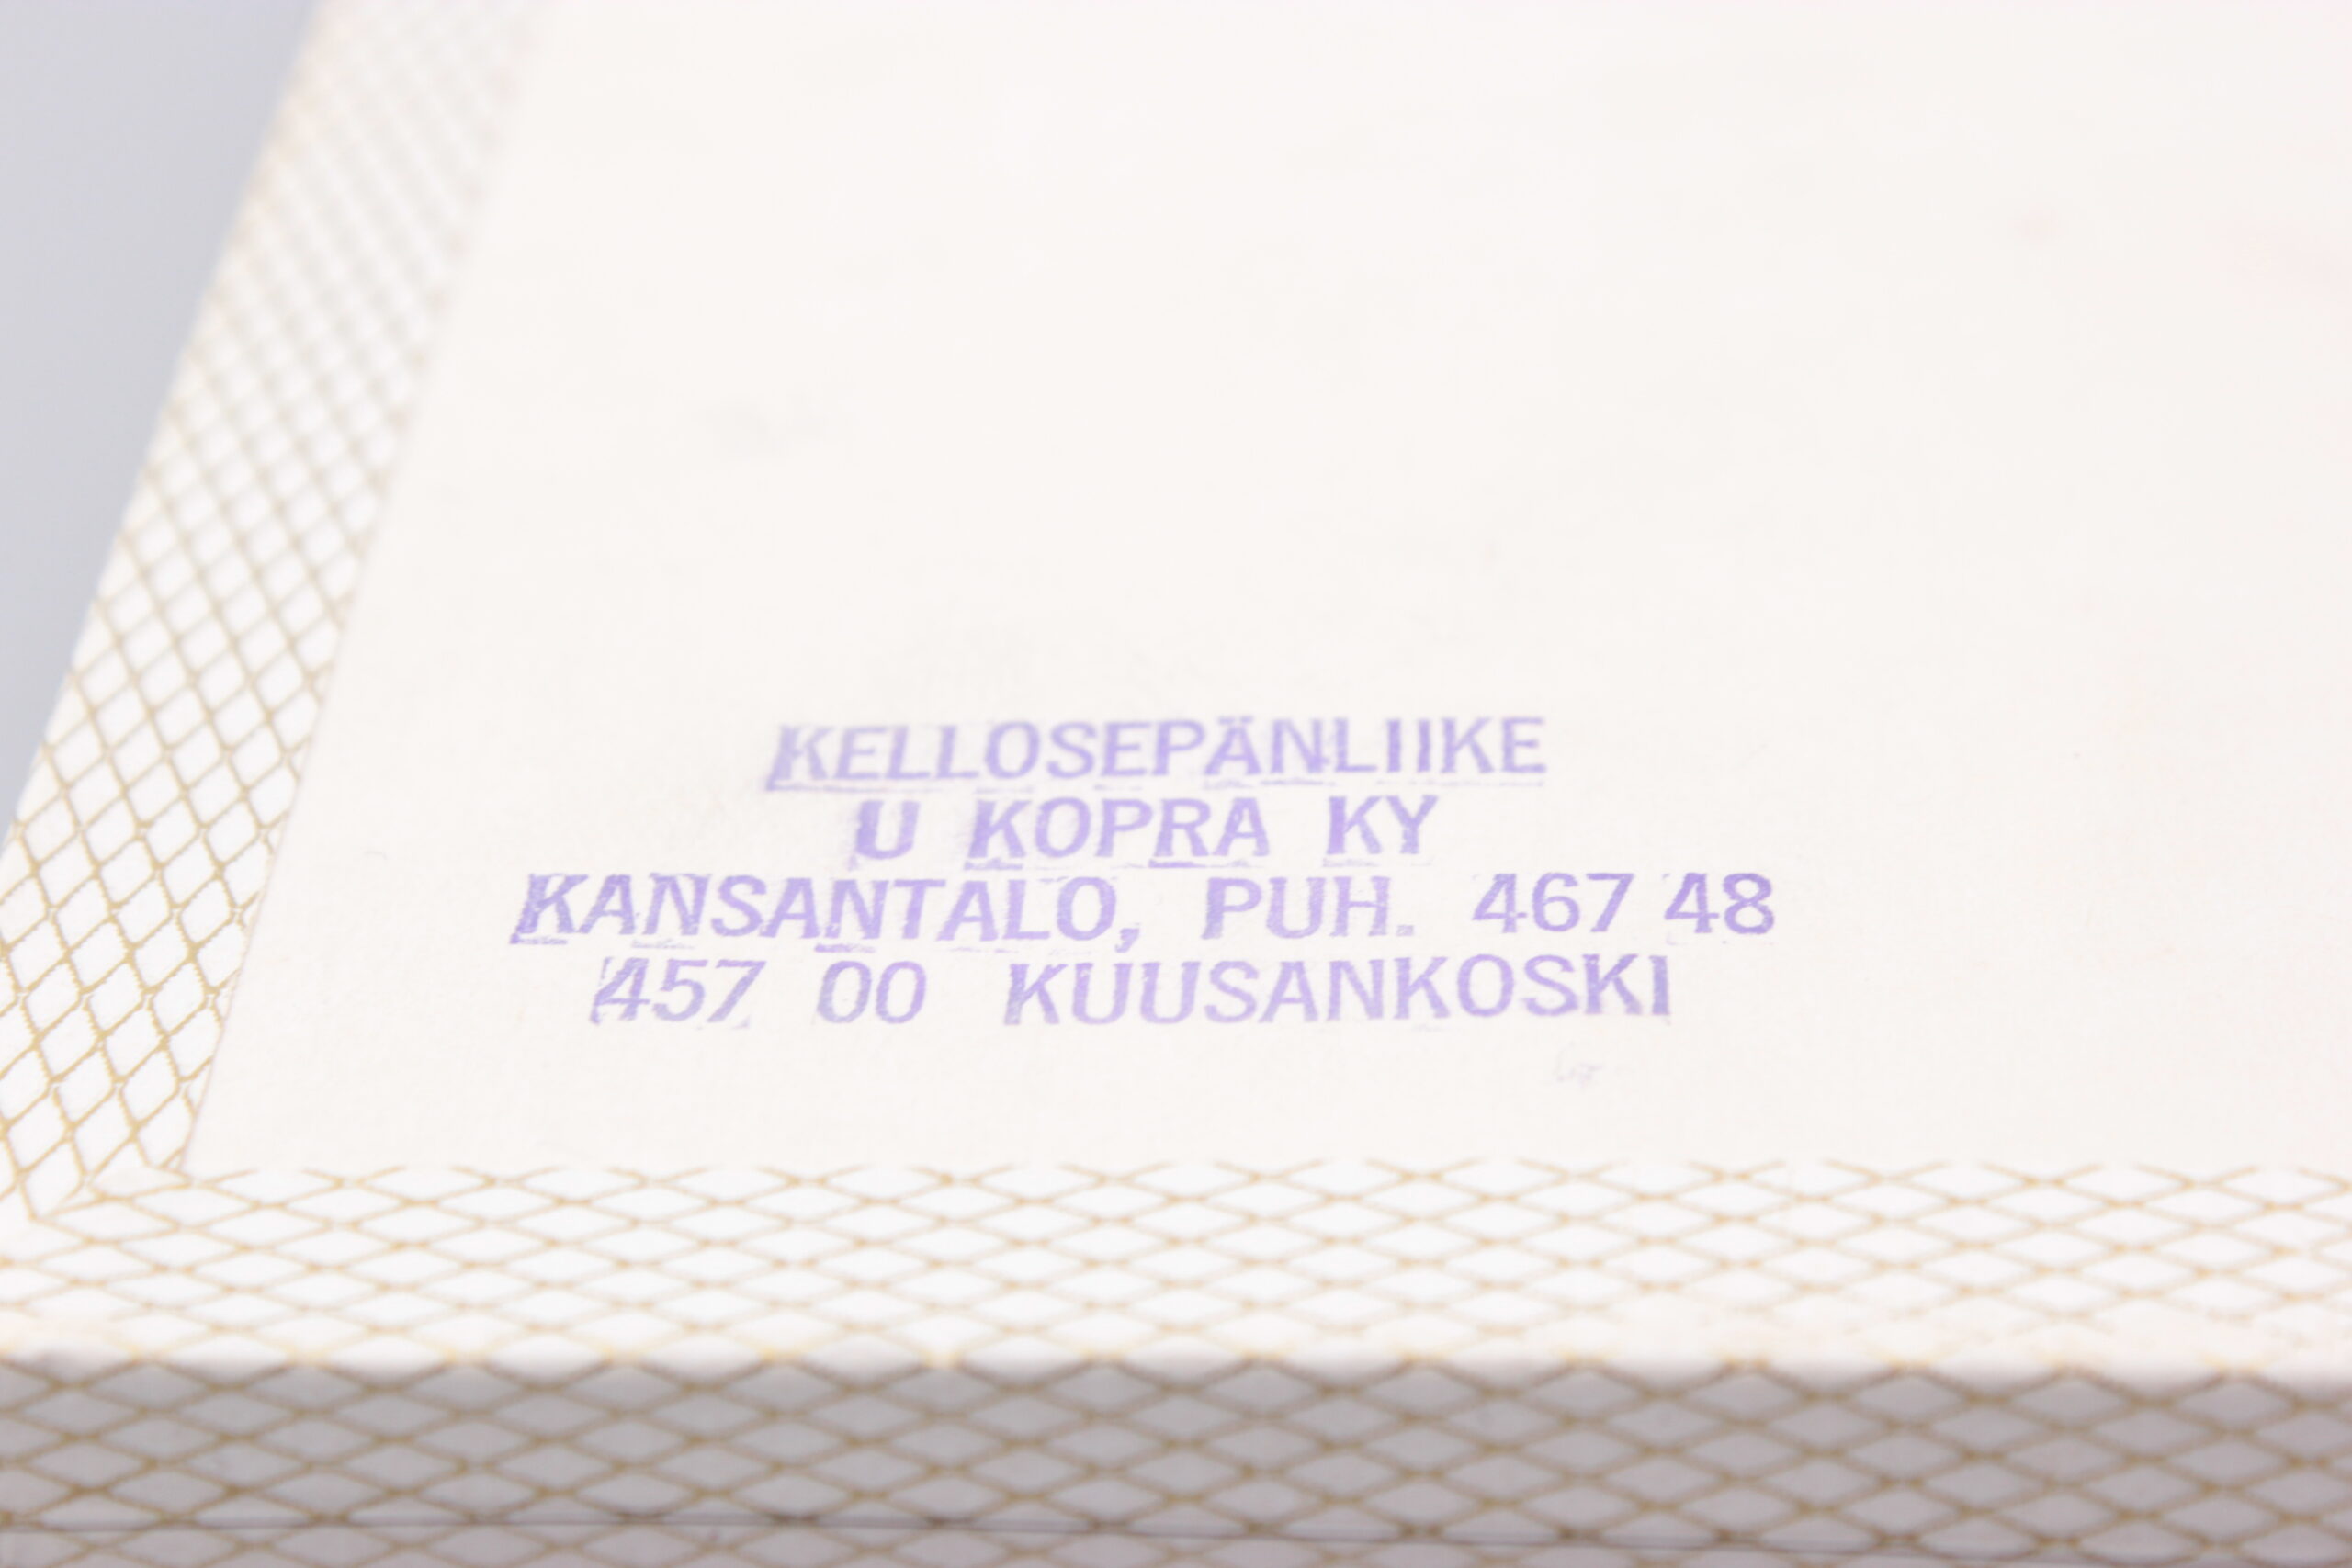 KELLOSEPÄNLIIKE
U KOPRA KY
KANSANTALO, PUH. 467 48
457 00 KUUSANKOSKI